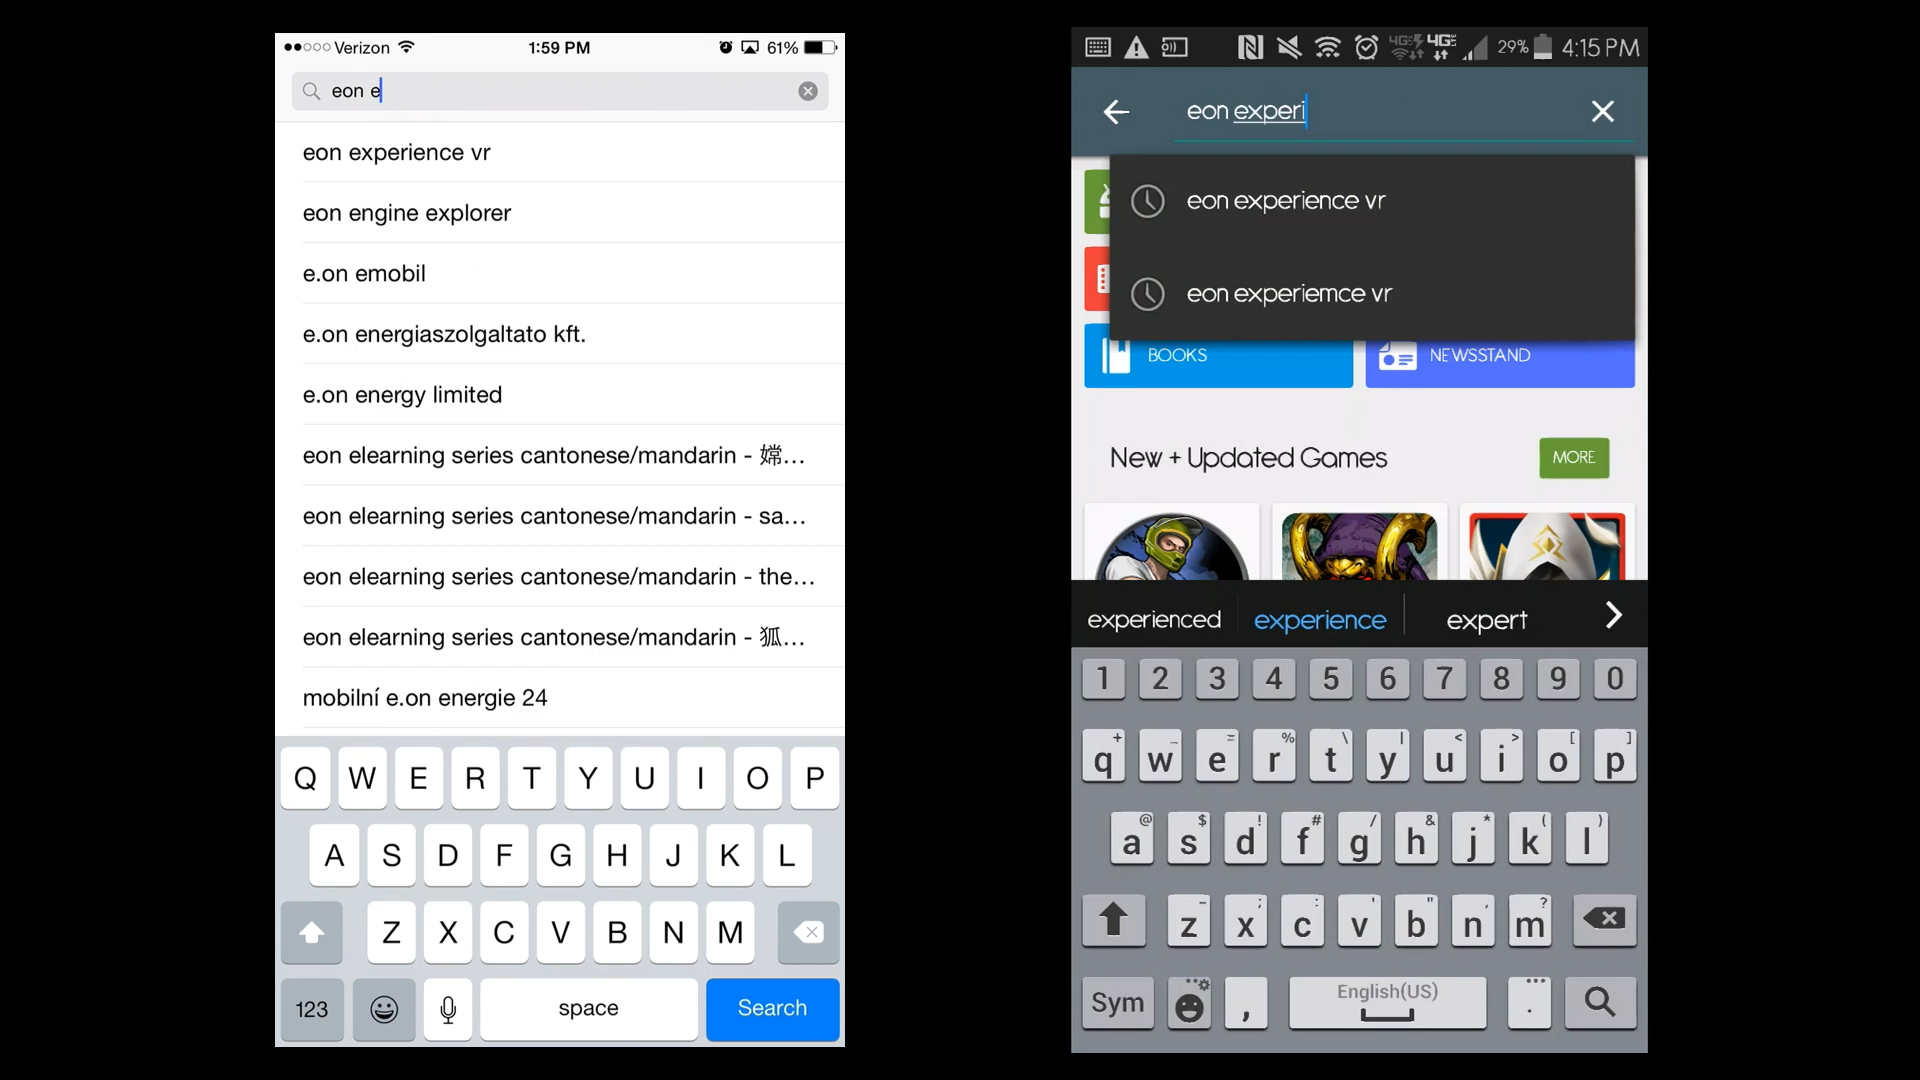 Verizon 1:59 PM 61%
eon e
eon experience vr
eon engine explorer
e.on emobil
e.on energiaszolgaltato kft.
e.on energy limited
eon elearning series cantonese/mandarin - 嫦...
eon elearning series cantonese/mandarin - sa...
eon elearning series cantonese/mandarin - the...
eon elearning series cantonese/mandarin - 狐...
mobilní e.on energie 24
Q W E R T Y U I O P
A S D F G H J K L
Z X C V B N M
123 space Search
4G 4G LTE 29% 4:15 PM
eon experi
eon experience vr
eon experiemce vr
BOOKS NEWSSTAND
New + Updated Games MORE
experienced experience expert
1 2 3 4 5 6 7 8 9 0
+ _ = % \ | < > [ ]
q w e r t y u i o p
@ $ ! # / & * ( )
a s d f g h j k l
- ; : ' " , ?
z x c v b n m
Sym , English(US) .